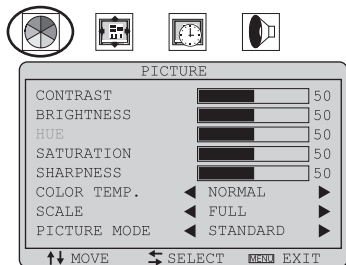 PICTURE
CONTRAST 50
BRIGHTNESS 50
HUE 50
SATURATION 50
SHARPNESS 50
COLOR TEMP. NORMAL
SCALE FULL
PICTURE MODE STANDARD
MOVE SELECT MENU EXIT